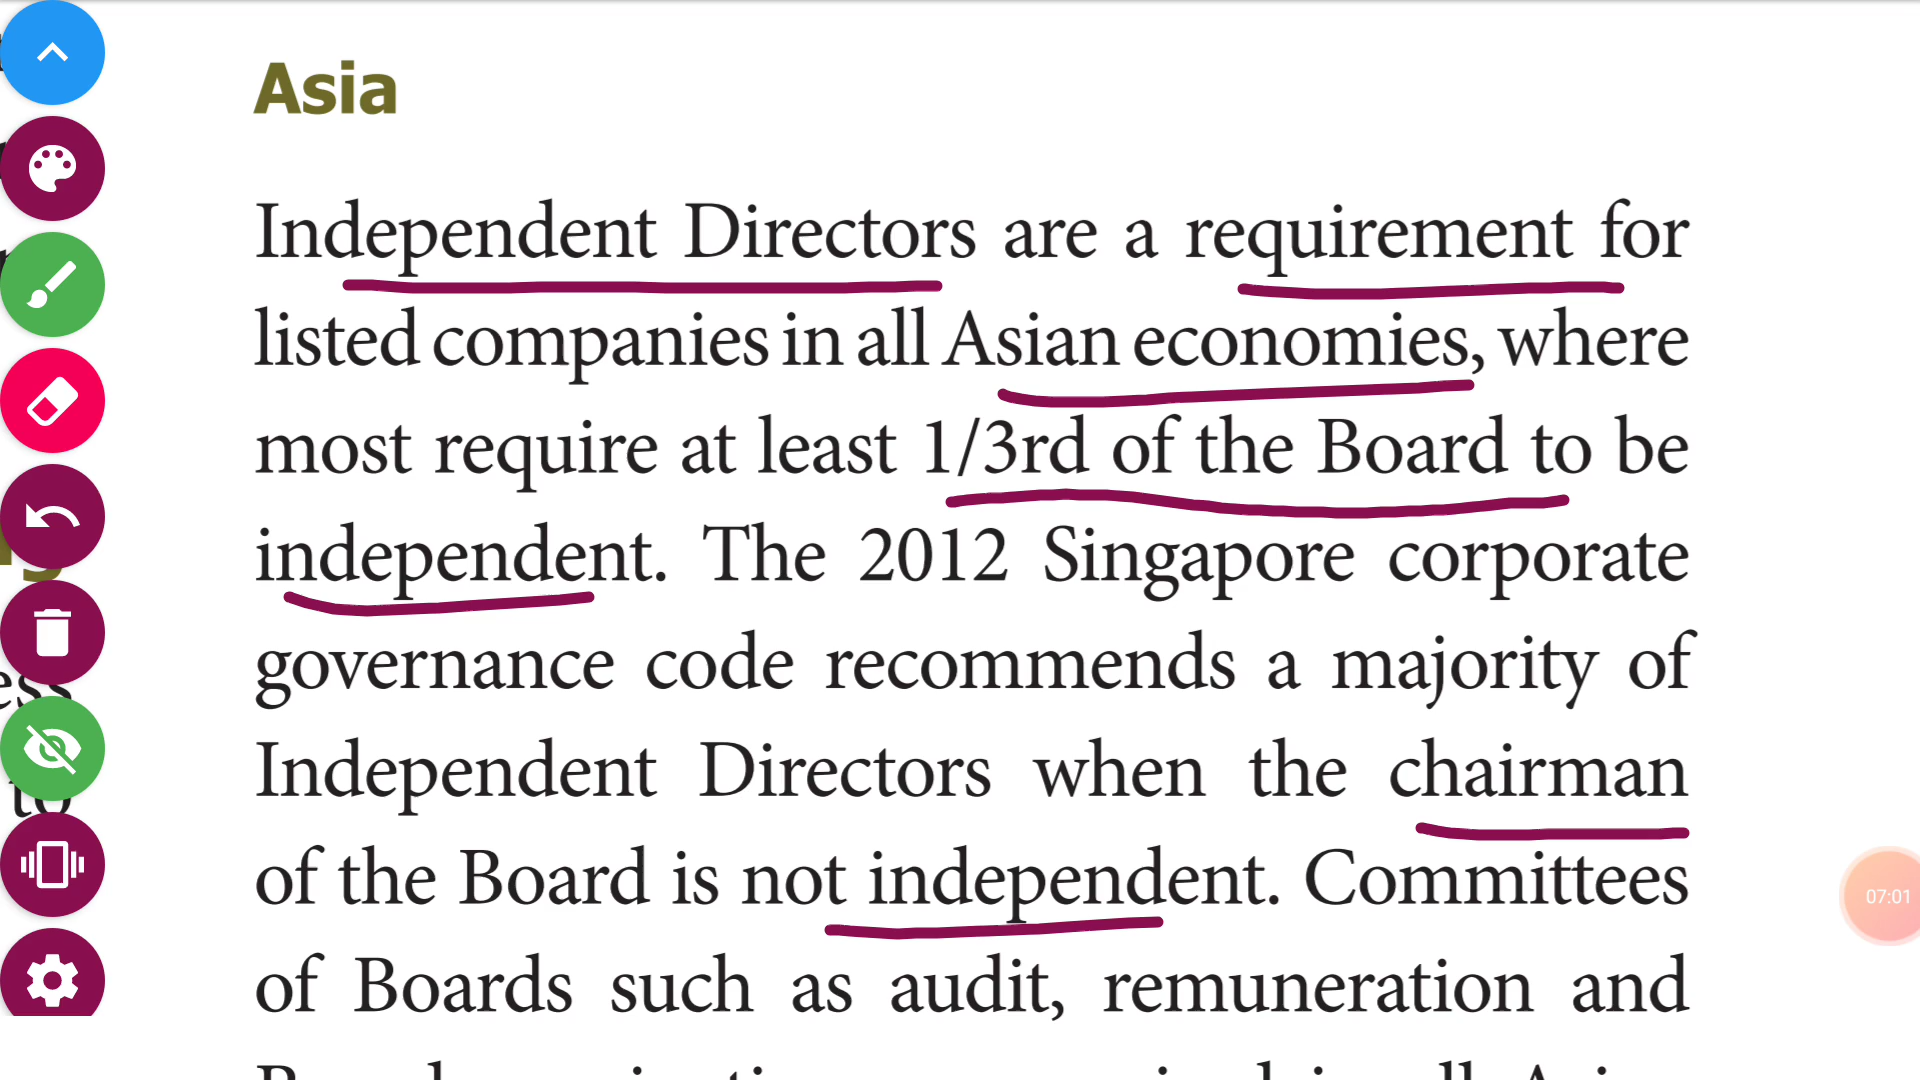 Asia
Independent Directors are a requirement for
listed companies in all Asian economies, where
most require at least 1/3rd of the Board to be
independent. The 2012 Singapore corporate
governance code recommends a majority of
Independent Directors when the chairman
of the Board is not independent. Committees
of Boards such as audit, remuneration and
ess
to
07:01